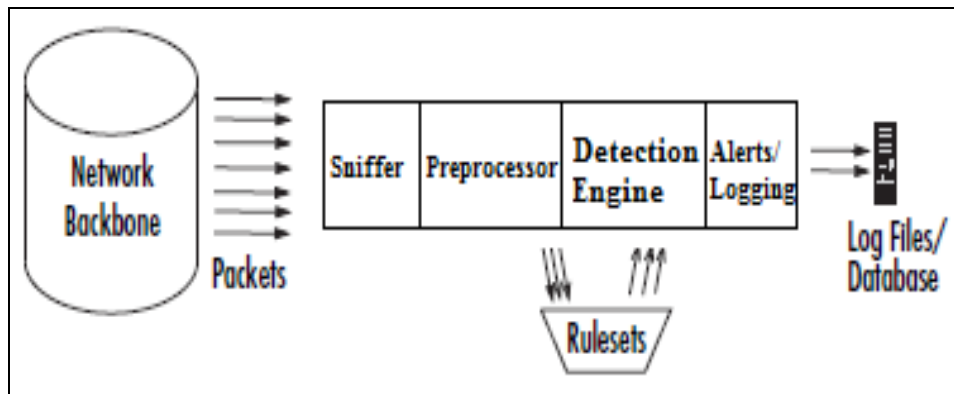 Network
Backbone
Packets
Sniffer
Preprocessor
Detection
Engine
Alerts/
Logging
Rulesets
Log Files/
Database